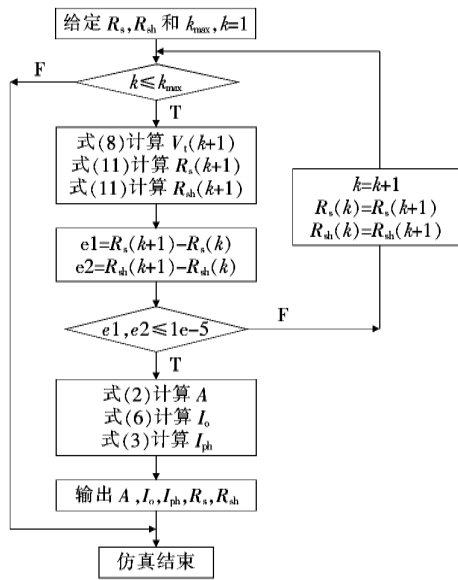 给定 Rs,Rsh 和 kmax,k=1
F
k≤kmax
T
式(8)计算 Vt(k+1)
式(11)计算 Rs(k+1)
式(11)计算 Rsh(k+1)
k=k+1
Rs(k)=Rs(k+1)
Rsh(k)=Rsh(k+1)
e1=Rs(k+1)-Rs(k)
e2=Rsh(k+1)-Rsh(k)
e1,e2≤1e-5
F
T
式(2)计算 A
式(6)计算 Io
式(3)计算 Iph
输出 A,Io,Iph,Rs,Rsh
仿真结束